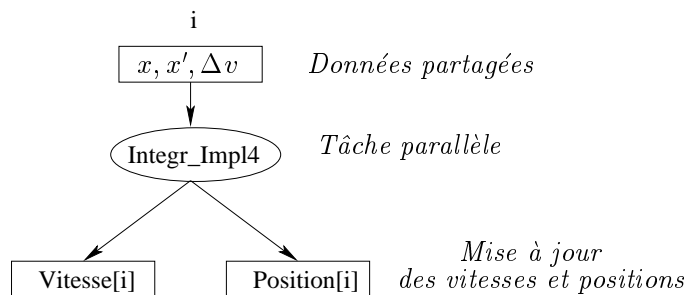 i
x, x′, Δv
Données partagées
Integr_Impl4
Tâche parallèle
Vitesse[i]
Position[i]
Mise à jour
des vitesses et positions